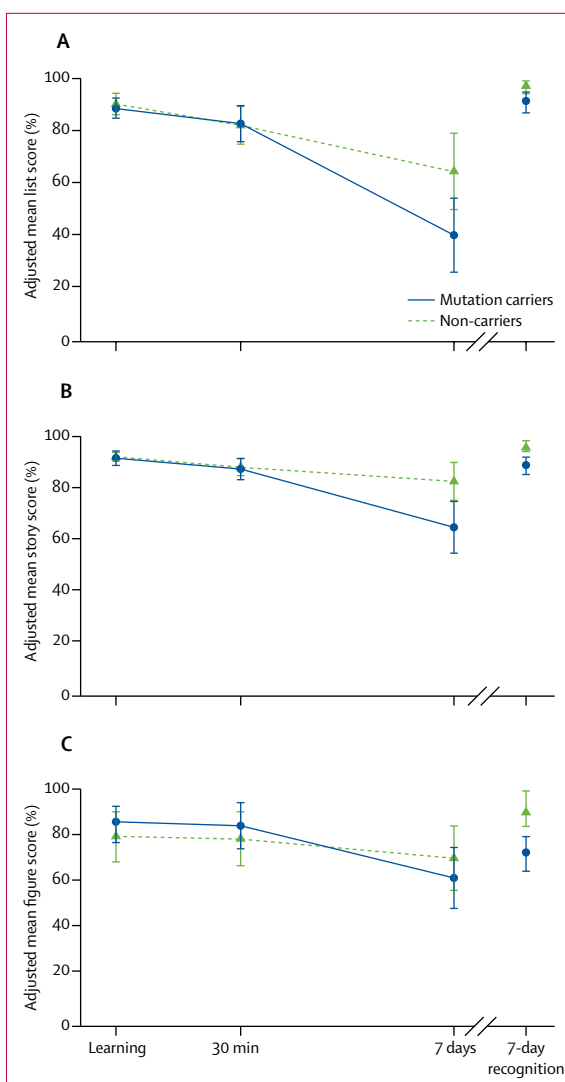 A
Adjusted mean list score (%)
100
80
60
40
20
0
Mutation carriers
Non-carriers
B
Adjusted mean story score (%)
100
80
60
40
20
0
C
Adjusted mean figure score (%)
100
80
60
40
20
0
Learning
30 min
7 days
7-day
recognition